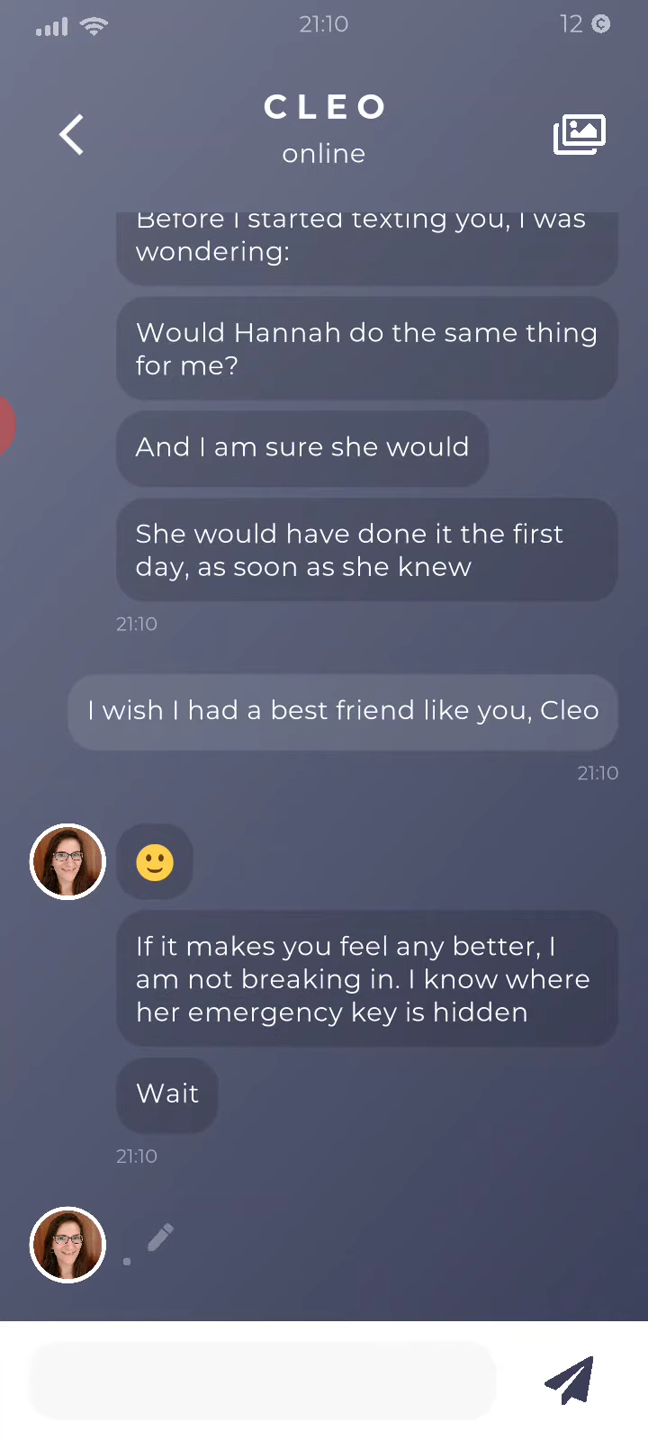 21:10
12
CLEO
online
Before I started texting you, I was
wondering:
Would Hannah do the same thing
for me?
And I am sure she would
She would have done it the first
day, as soon as she knew
21:10
I wish I had a best friend like you, Cleo
21:10
🙂
If it makes you feel any better, I
am not breaking in. I know where
her emergency key is hidden
Wait
21:10